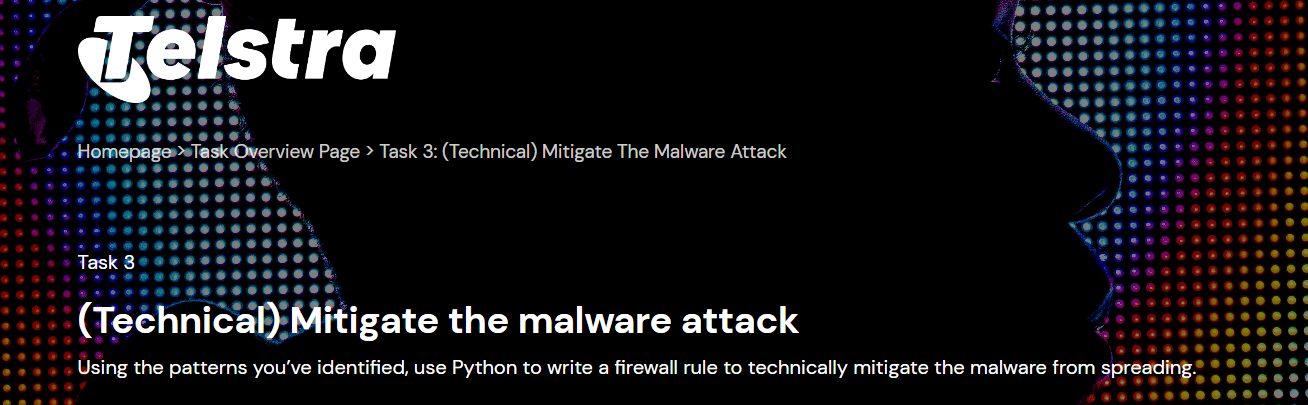 Telstra
Homepage > Task Overview Page > Task 3: (Technical) Mitigate The Malware Attack
Task 3
(Technical) Mitigate the malware attack
Using the patterns you’ve identified, use Python to write a firewall rule to technically mitigate the malware from spreading.